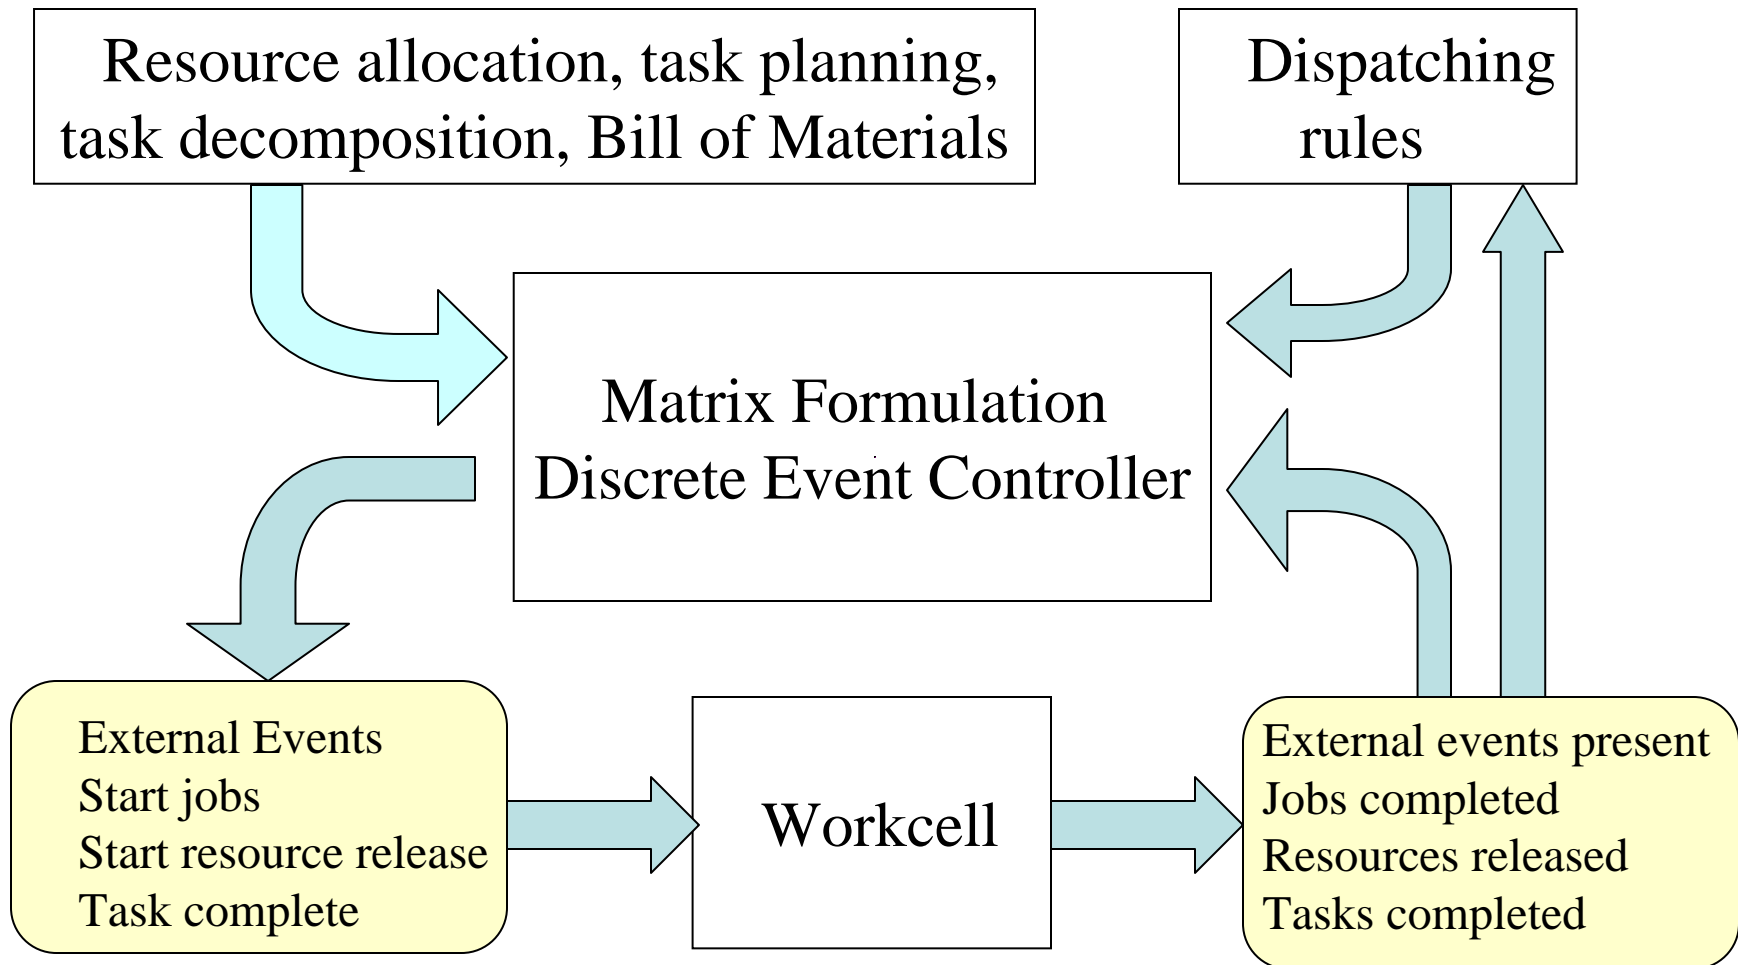 Resource allocation, task planning,
task decomposition, Bill of Materials
Dispatching
rules
Matrix Formulation
Discrete Event Controller
External Events
Start jobs
Start resource release
Task complete
Workcell
External events present
Jobs completed
Resources released
Tasks completed